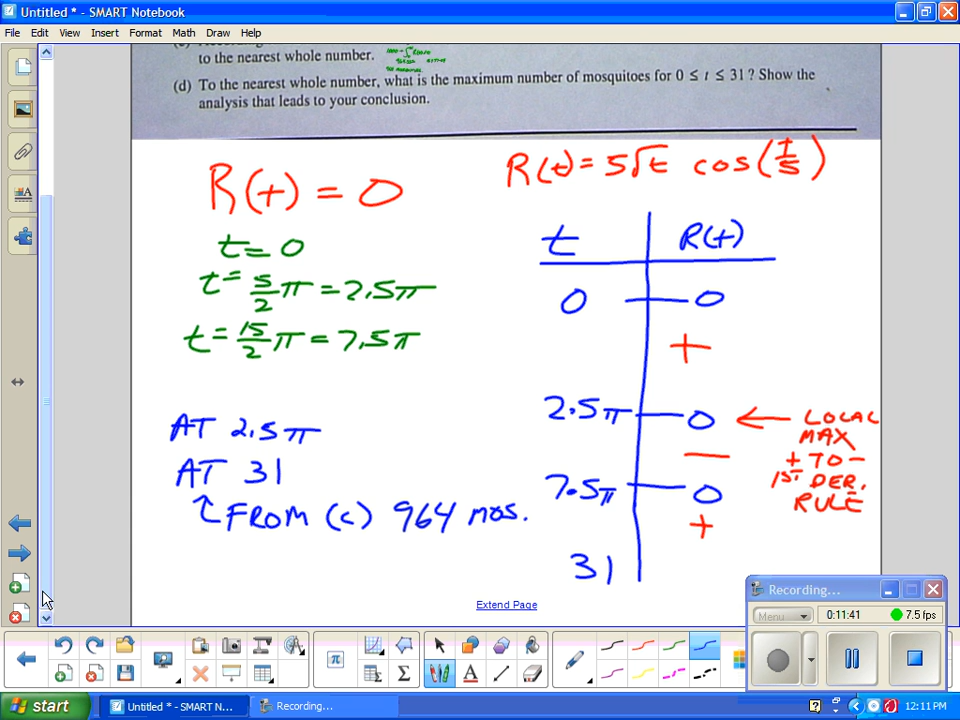 Untitled * - SMART Notebook
File Edit View Insert Format Math Draw Help
to the nearest whole number.
(d) To the nearest whole number, what is the maximum number of mosquitoes for 0 ≤ t ≤ 31? Show the
analysis that leads to your conclusion.
R(t) = 5√t cos(t/5)
R(t) = 0
t = 0
t = 5/2 π = 2.5π
t = 15/2 π = 7.5π
AT 2.5π
AT 31
↑ FROM (c) 964 mos.
t R(t)
0 0
+
2.5π 0 ← LOCAL
MAX
+ TO -
1ST DER.
RULE
−
7.5π 0
+
31
Extend Page
Recording...
Menu 0:11:41 7.5 fps
start Untitled * - SMART N... Recording... 12:11 PM